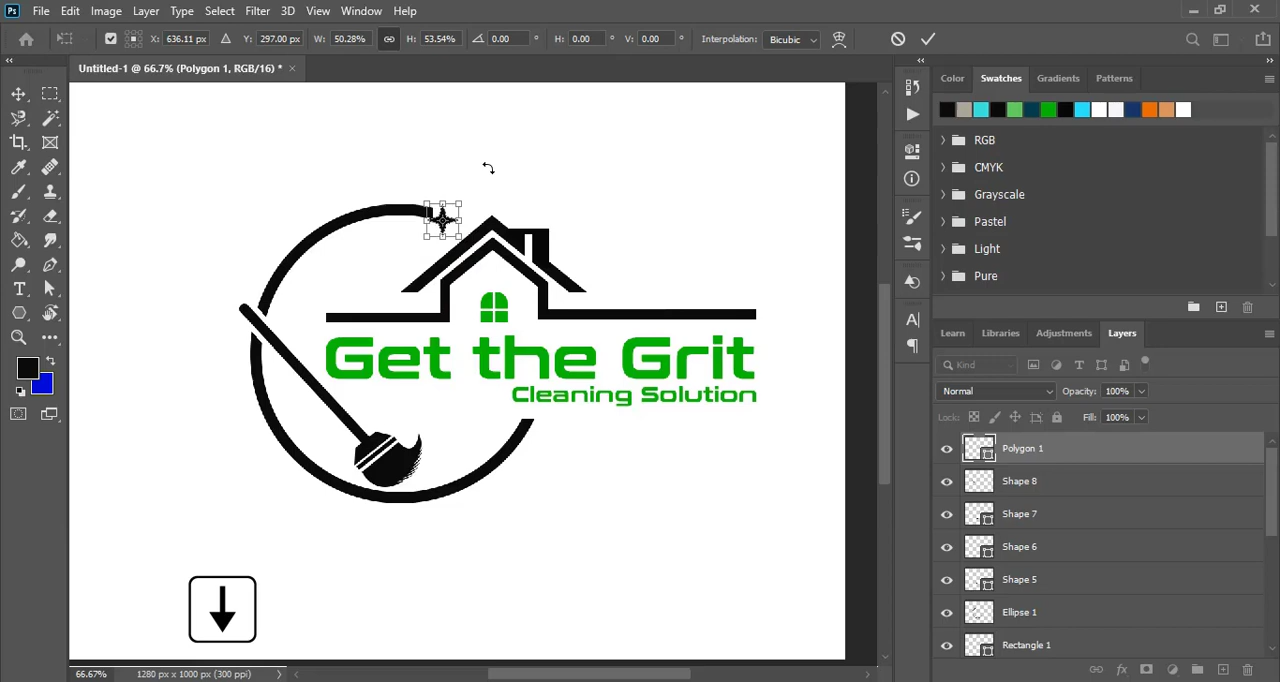 Ps File Edit Image Layer Type Select Filter 3D View Window Help
X: 636.11 px Y: 297.00 px W: 50.28% H: 53.54% 0.00 ° H: 0.00 ° V: 0.00 ° Interpolation: Bicubic
Untitled-1 @ 66.7% (Polygon 1, RGB/16) * ×
Color Swatches Gradients Patterns
RGB
CMYK
Grayscale
Pastel
Light
Pure
Get the Grit
Cleaning Solution
Learn Libraries Adjustments Layers
Kind
Normal Opacity: 100%
Lock: Fill: 100%
Polygon 1
Shape 8
Shape 7
Shape 6
Shape 5
Ellipse 1
Rectangle 1
66.67% 1280 px x 1000 px (300 ppi)